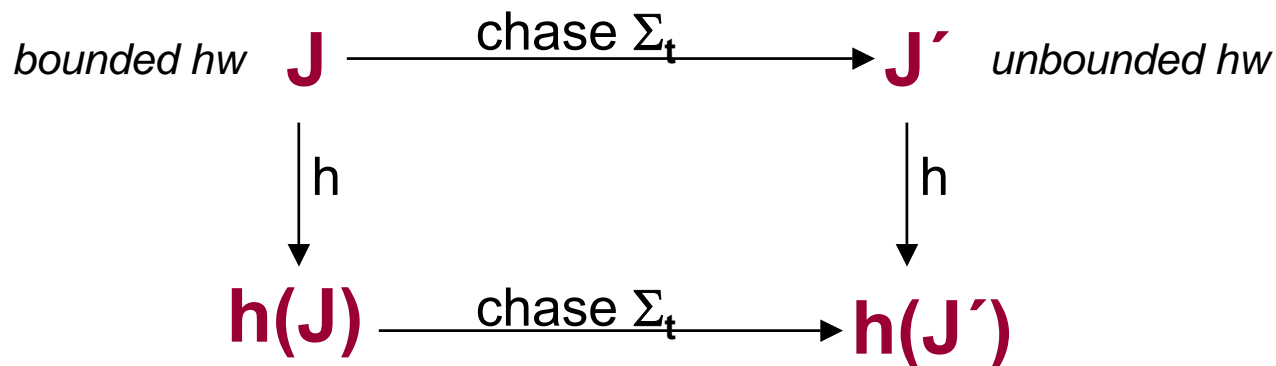 chase Σt
bounded hw J J´ unbounded hw
h h
h(J) chase Σt h(J´)